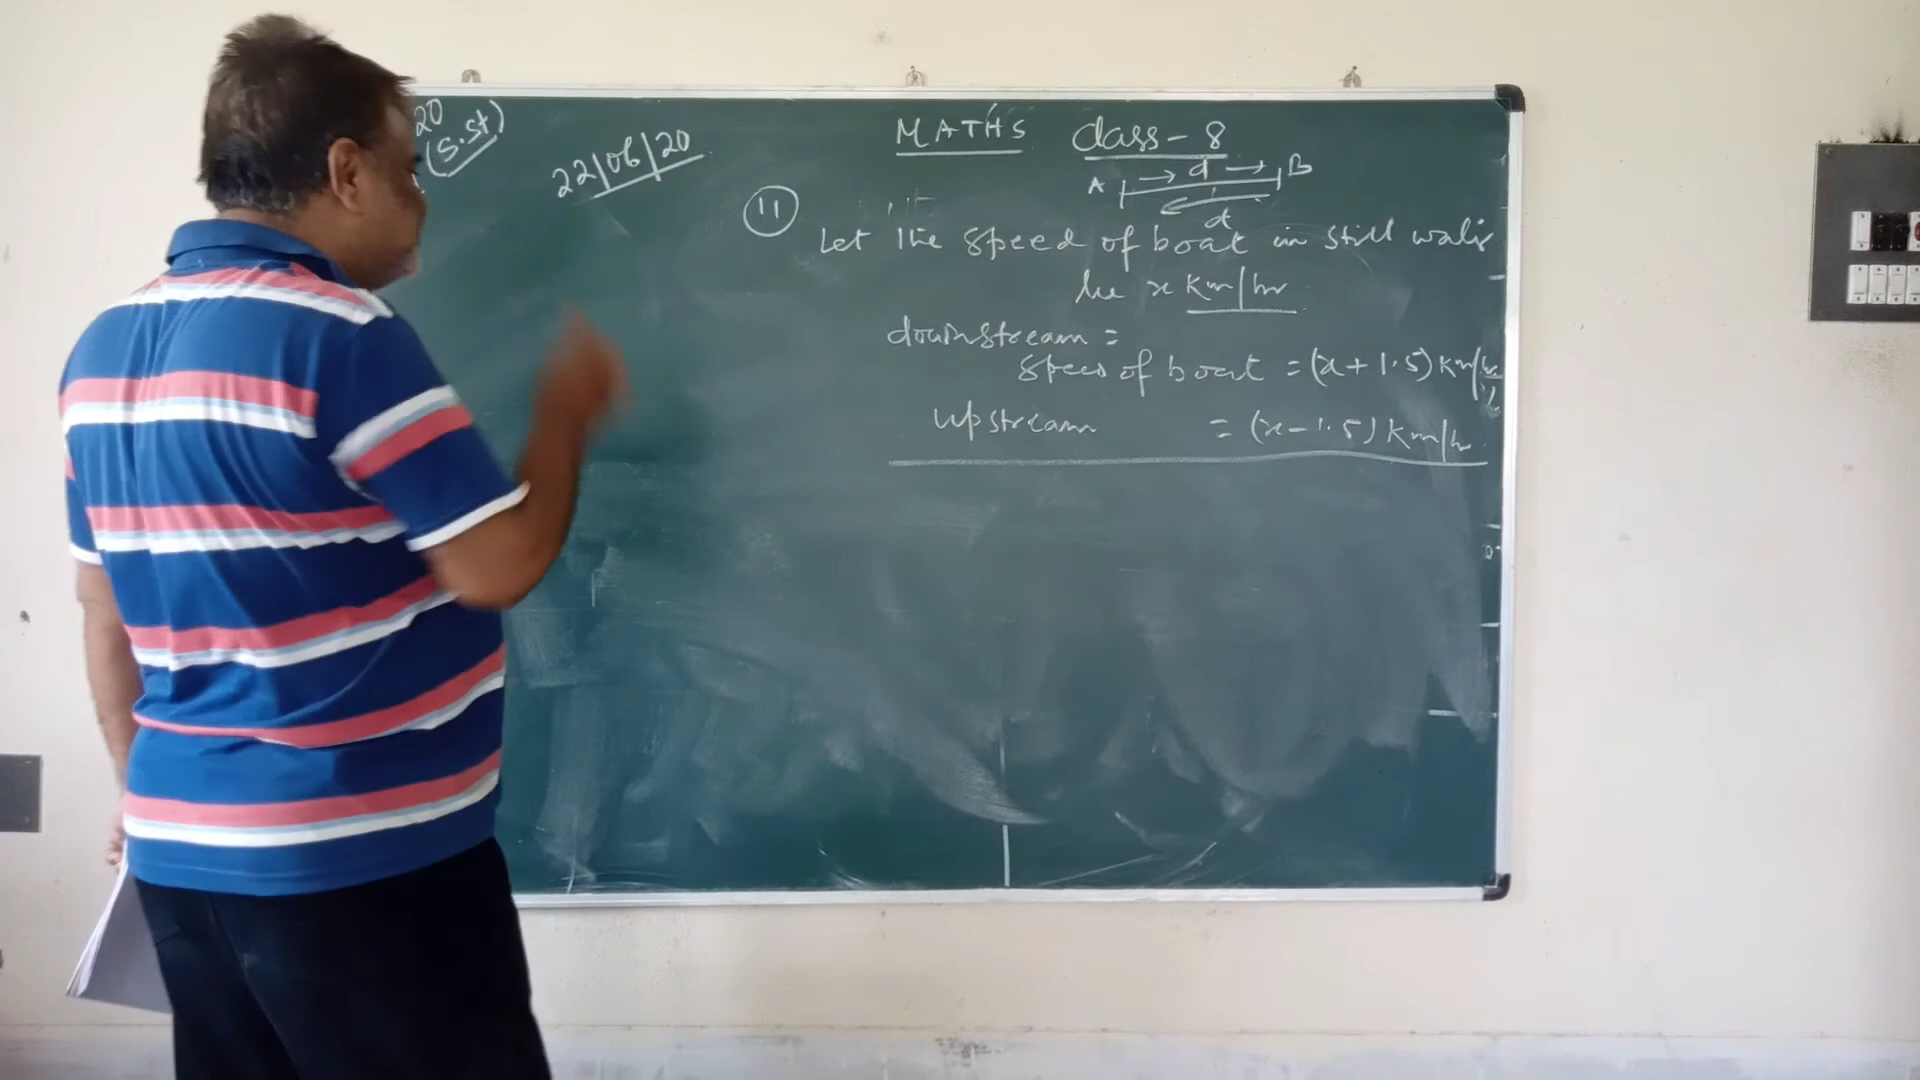 20
(S.St)
22/06/20
MATHS Class-8
A → d → B
d
11
Let the speed of boat in still water
be x km/hr
downstream =
speed of boat = (x+1.5) km/hr
upstream = (x-1.5) km/hr